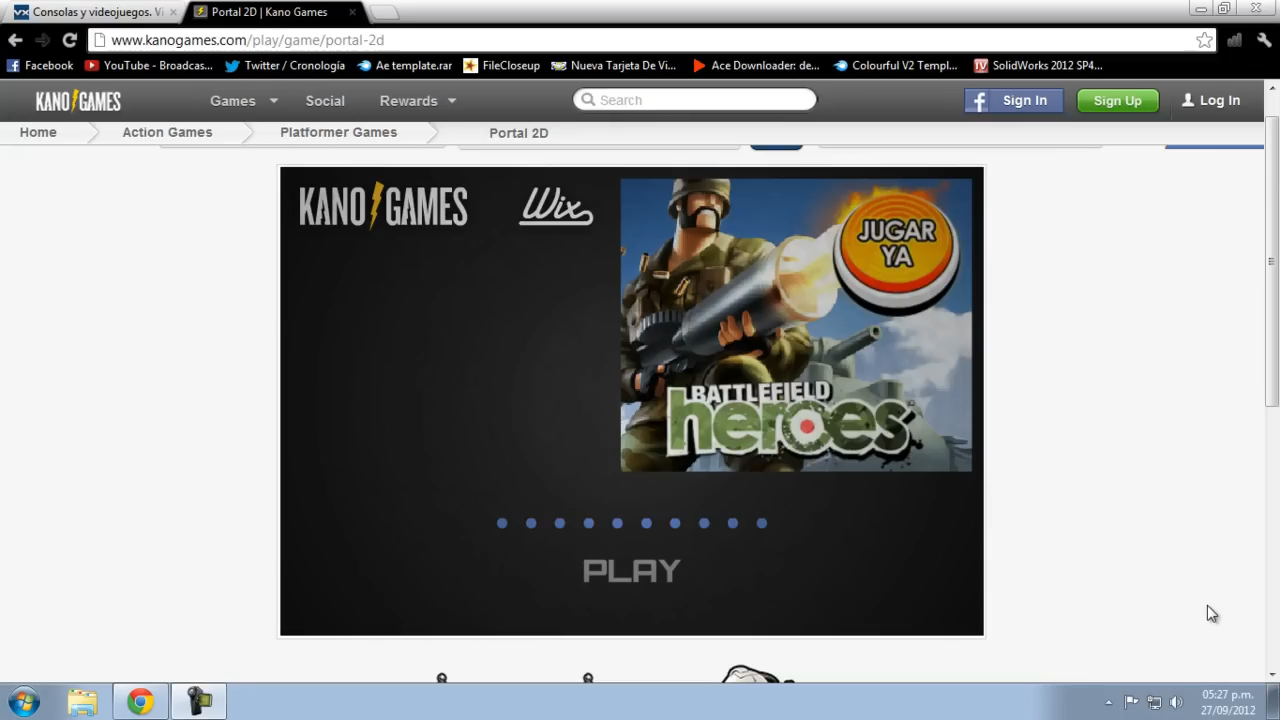 Consolas y videojuegos. Vi
Portal 2D | Kano Games
www.kanogames.com/play/game/portal-2d
Facebook
YouTube - Broadcas...
Twitter / Cronologia
Ae template.rar
FileCloseup
Nueva Tarjeta De Vi...
Ace Downloader: de...
Colourful V2 Templ...
SolidWorks 2012 SP4...
KANO GAMES
Games
Social
Rewards
Search
Sign In
Sign Up
Log In
Home
Action Games
Platformer Games
Portal 2D
KANO GAMES
Wix
JUGAR
YA
BATTLEFIELD
heroes
PLAY
05:27 p.m.
27/09/2012